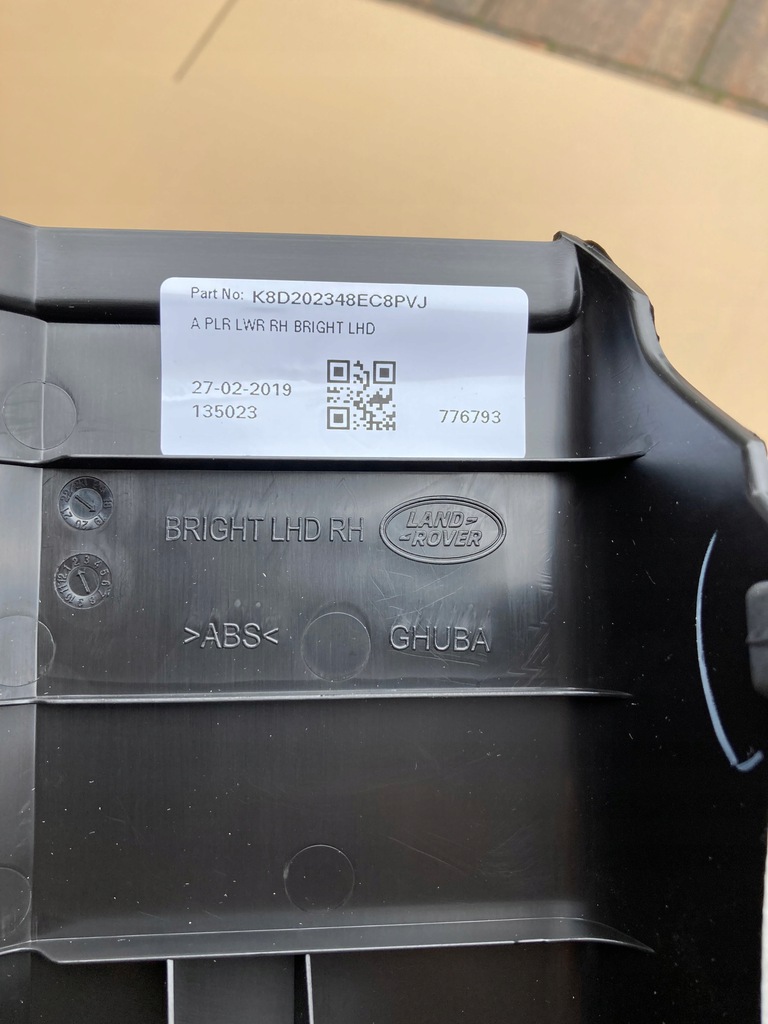 Part No: K8D202348EC8PVJ
A PLR LWR RH BRIGHT LHD
27-02-2019
135023
776793
BRIGHT LHD RH
LAND-
-ROVER
>ABS<
GHUBA